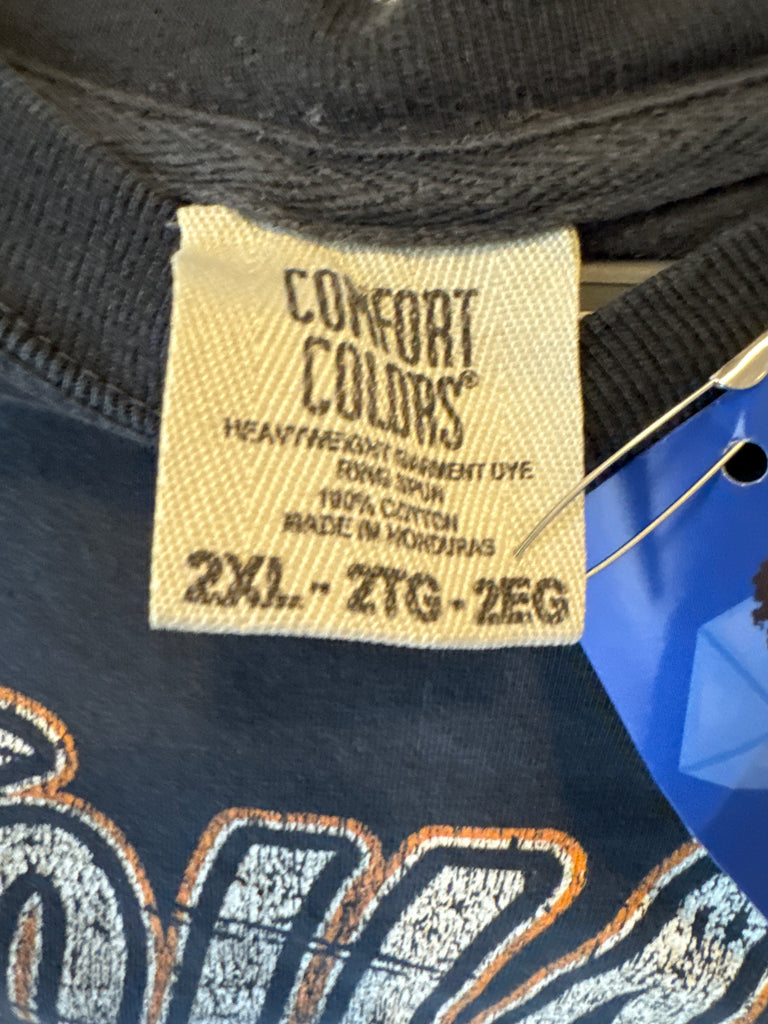 COMFORT
COLORS®
HEAVYWEIGHT GARMENT DYE
RING SPUN
100% COTTON
MADE IN HONDURAS
2XL - 2TG - 2EG